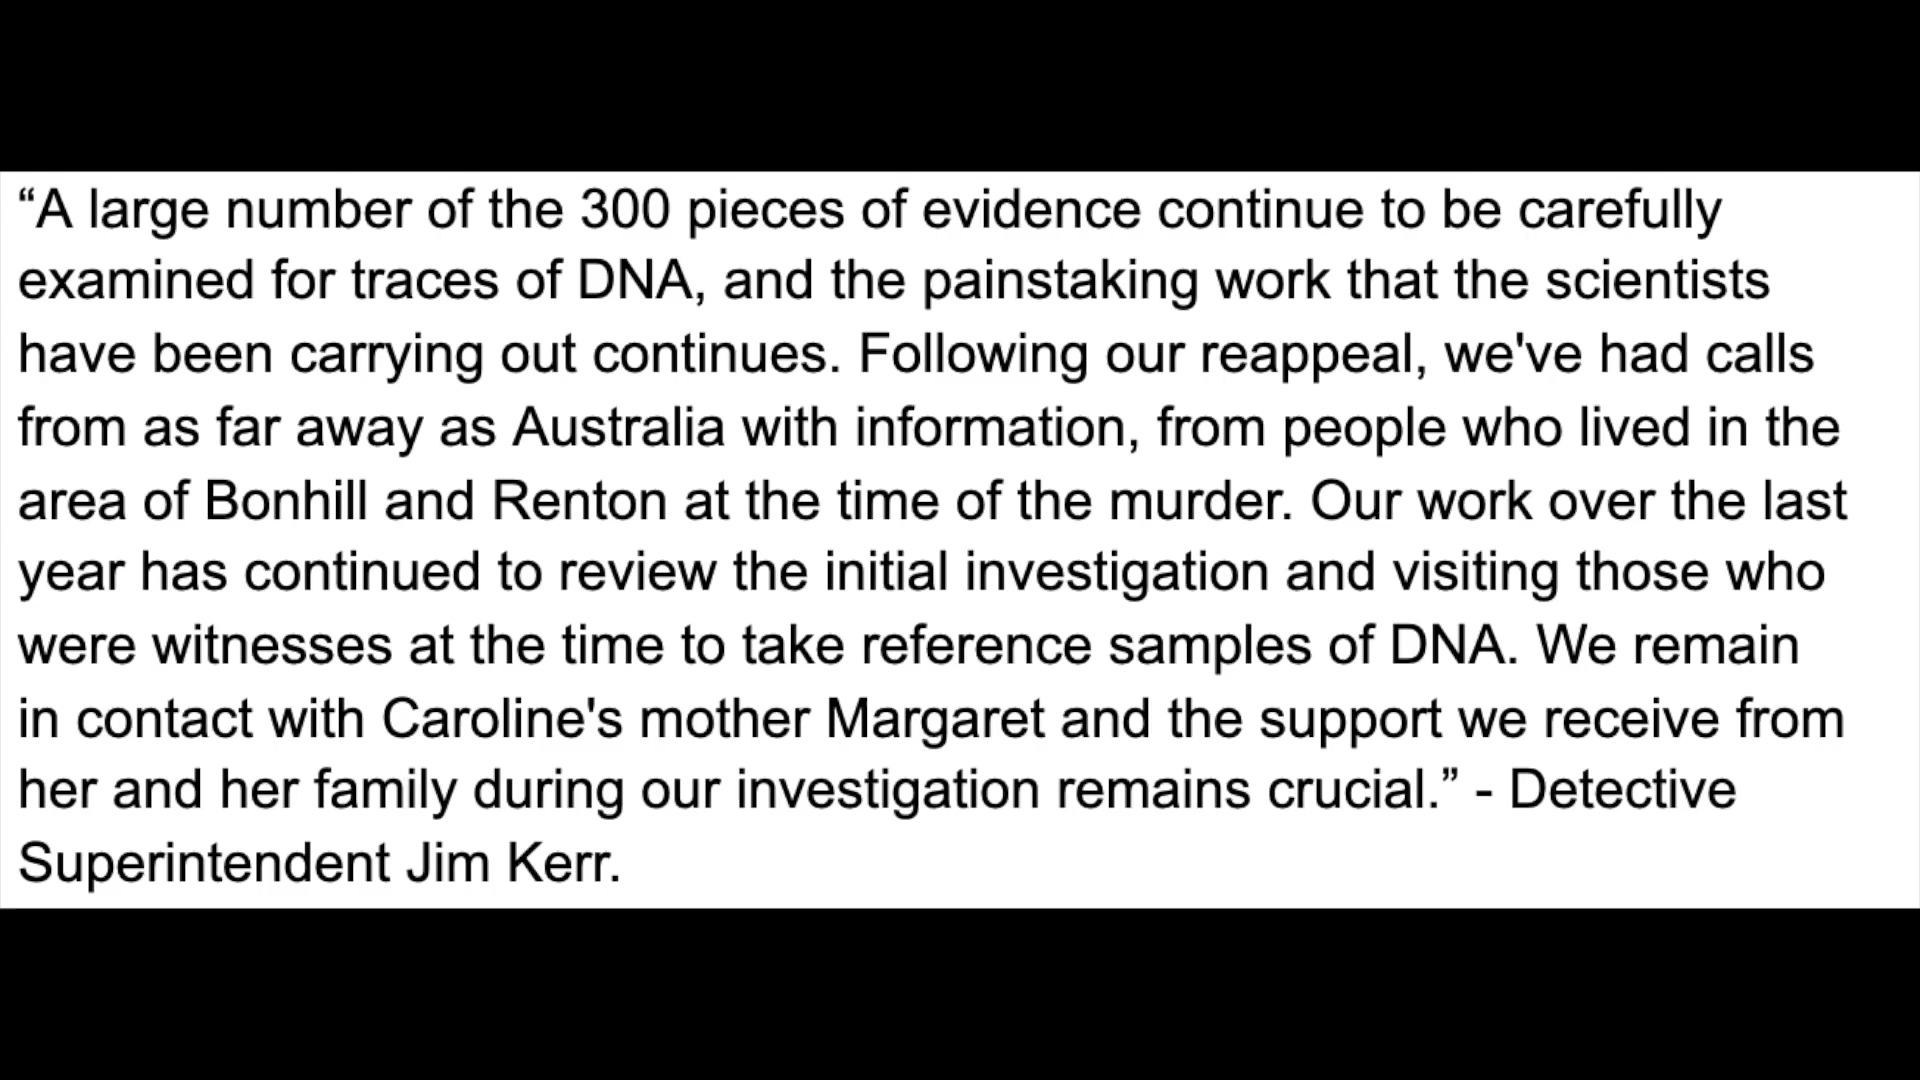 “A large number of the 300 pieces of evidence continue to be carefully
examined for traces of DNA, and the painstaking work that the scientists
have been carrying out continues. Following our reappeal, we've had calls
from as far away as Australia with information, from people who lived in the
area of Bonhill and Renton at the time of the murder. Our work over the last
year has continued to review the initial investigation and visiting those who
were witnesses at the time to take reference samples of DNA. We remain
in contact with Caroline's mother Margaret and the support we receive from
her and her family during our investigation remains crucial.” - Detective
Superintendent Jim Kerr.